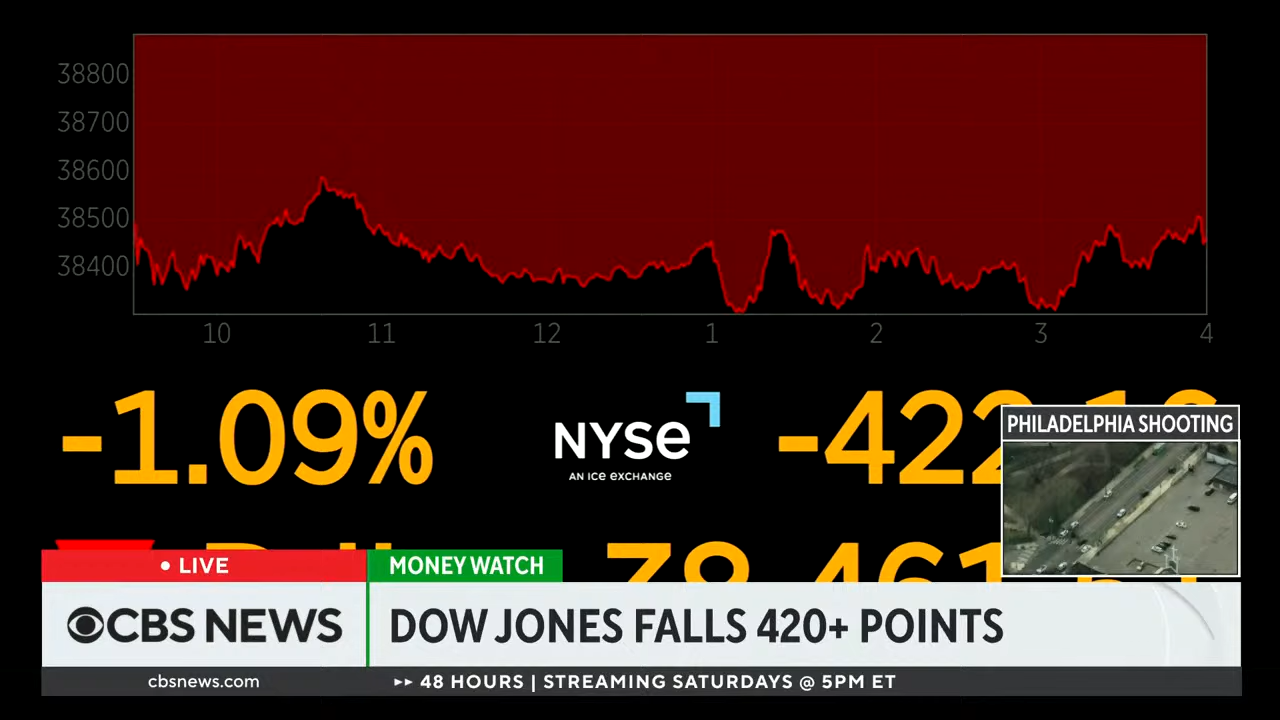 38800
38700
38600
38500
38400
10 11 12 1 2 3 4
-1.09%
NYSE
AN ICE EXCHANGE
-422
PHILADELPHIA SHOOTING
LIVE
MONEY WATCH
CBS NEWS
DOW JONES FALLS 420+ POINTS
cbsnews.com
48 HOURS | STREAMING SATURDAYS @ 5PM ET